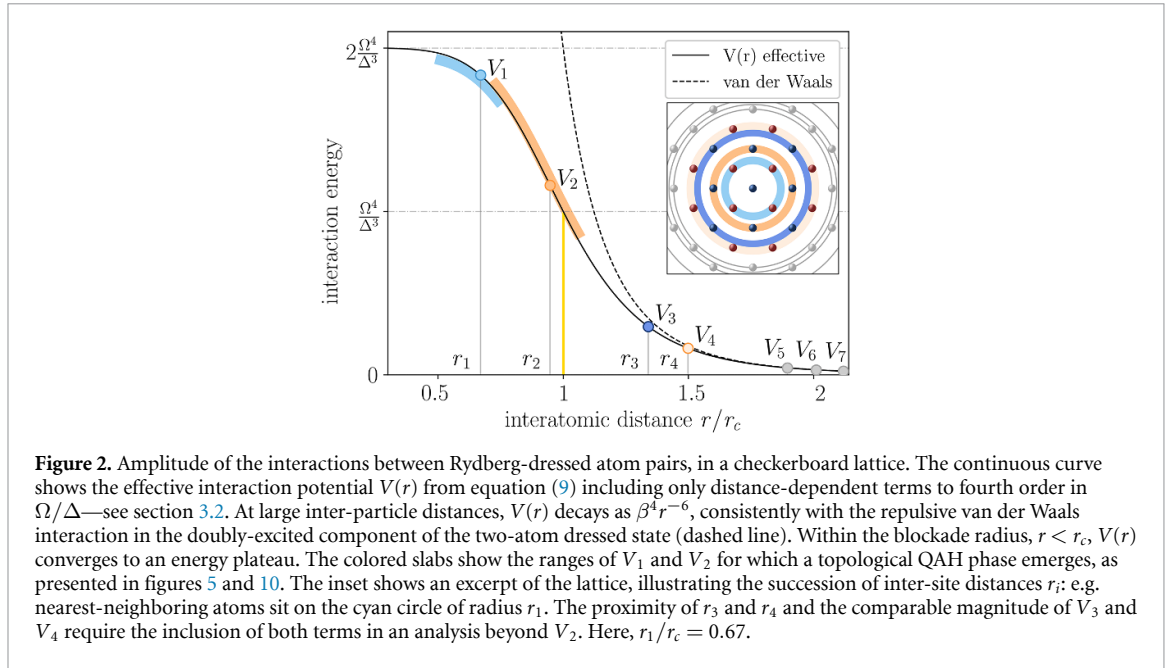 2Ω⁴/Δ³
Ω⁴/Δ³
0
interaction energy
V(r) effective
van der Waals
V₁
V₂
V₃
V₄
V₅ V₆ V₇
r₁ r₂ r₃ r₄
0.5 1 1.5 2
interatomic distance r/r_c
Figure 2. Amplitude of the interactions between Rydberg-dressed atom pairs, in a checkerboard lattice. The continuous curve
shows the effective interaction potential V(r) from equation (9) including only distance-dependent terms to fourth order in
Ω/Δ—see section 3.2. At large inter-particle distances, V(r) decays as β⁴r⁻⁶, consistently with the repulsive van der Waals
interaction in the doubly-excited component of the two-atom dressed state (dashed line). Within the blockade radius, r < r_c, V(r)
converges to an energy plateau. The colored slabs show the ranges of V₁ and V₂ for which a topological QAH phase emerges, as
presented in figures 5 and 10. The inset shows an excerpt of the lattice, illustrating the succession of inter-site distances rᵢ: e.g.
nearest-neighboring atoms sit on the cyan circle of radius r₁. The proximity of r₃ and r₄ and the comparable magnitude of V₃ and
V₄ require the inclusion of both terms in an analysis beyond V₂. Here, r₁/r_c = 0.67.